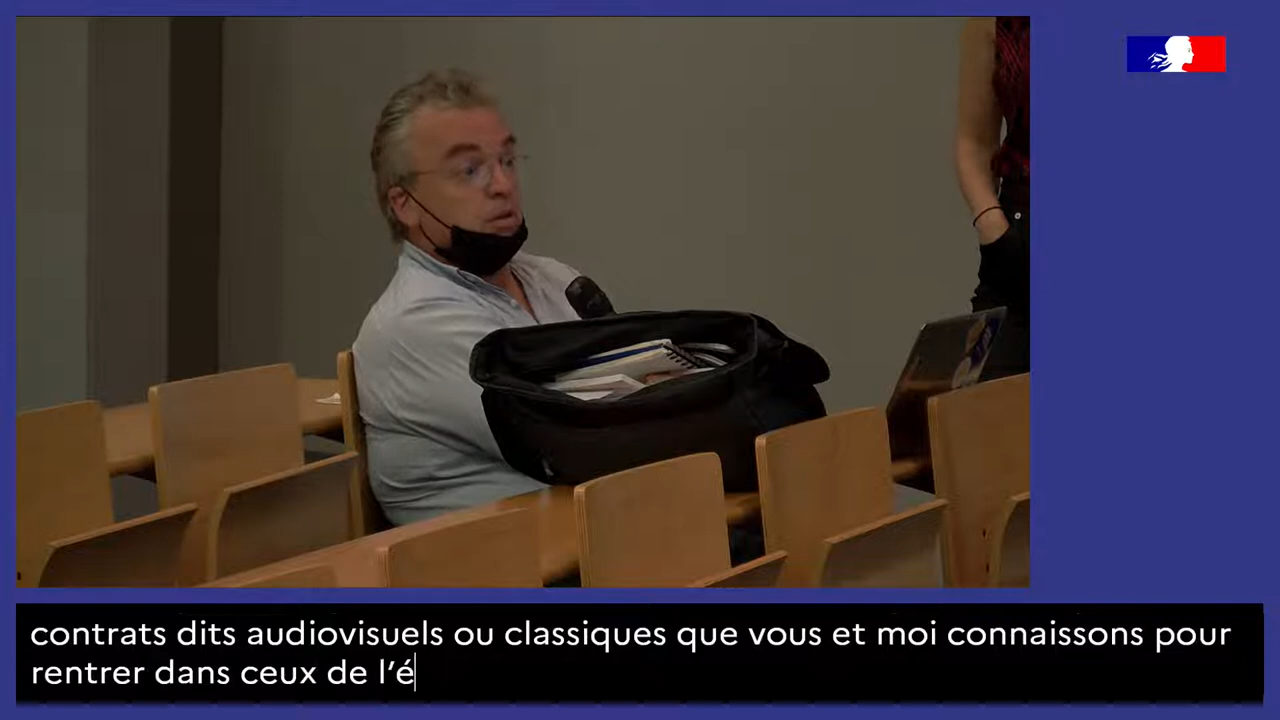 contrats dits audiovisuels ou classiques que vous et moi connaissons pour
rentrer dans ceux de l'é